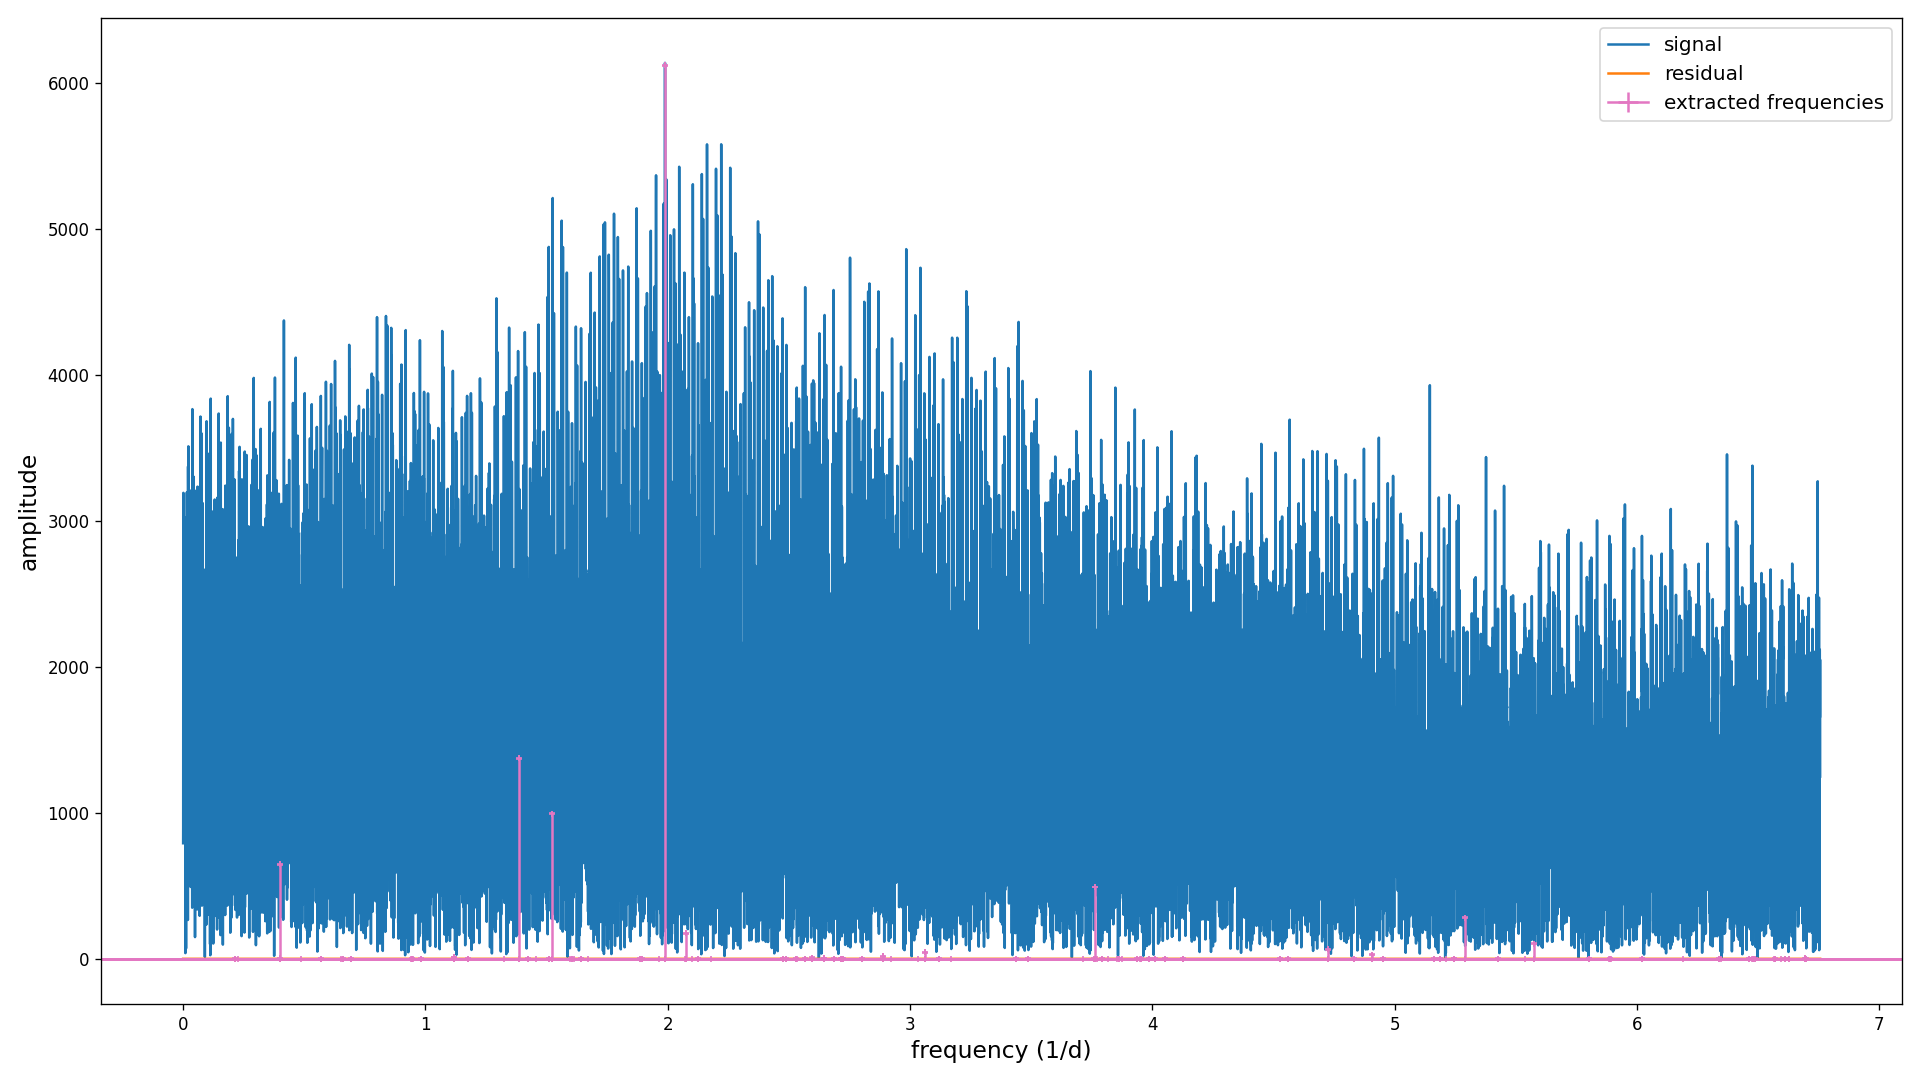 signal
residual
extracted frequencies
amplitude
6000
5000
4000
3000
2000
1000
0
0 1 2 3 4 5 6 7
frequency (1/d)